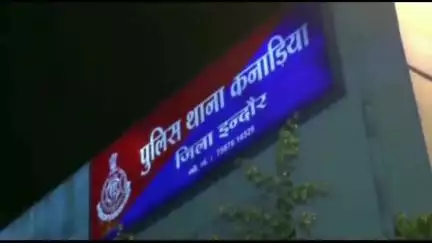 पुलिस थाना कनाड़िया
जिला इन्दौर